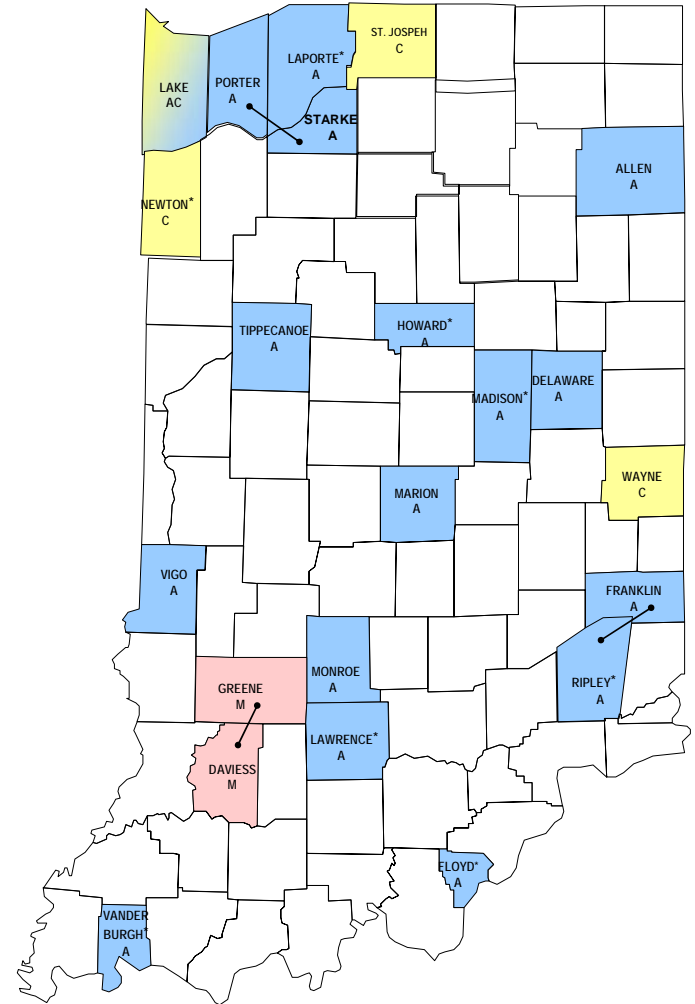 ST. JOSPEH
C
LAPORTE*
A
PORTER
A
LAKE
AC
STARKE
A
ALLEN
A
NEWTON*
C
TIPPECANOE
A
HOWARD*
A
MADISON*
A
DELAWARE
A
MARION
A
WAYNE
C
VIGO
A
FRANKLIN
A
MONROE
A
RIPLEY*
A
GREENE
M
LAWRENCE*
A
DAVIESS
M
FLOYD*
A
VANDER
BURGH*
A